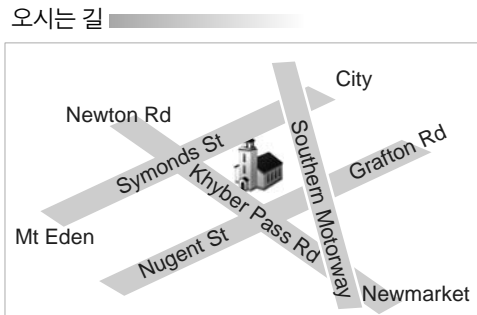 오시는 길
City
Newton Rd
Symonds St
Southern Motorway
Grafton Rd
Khyber Pass Rd
Mt Eden
Nugent St
Newmarket